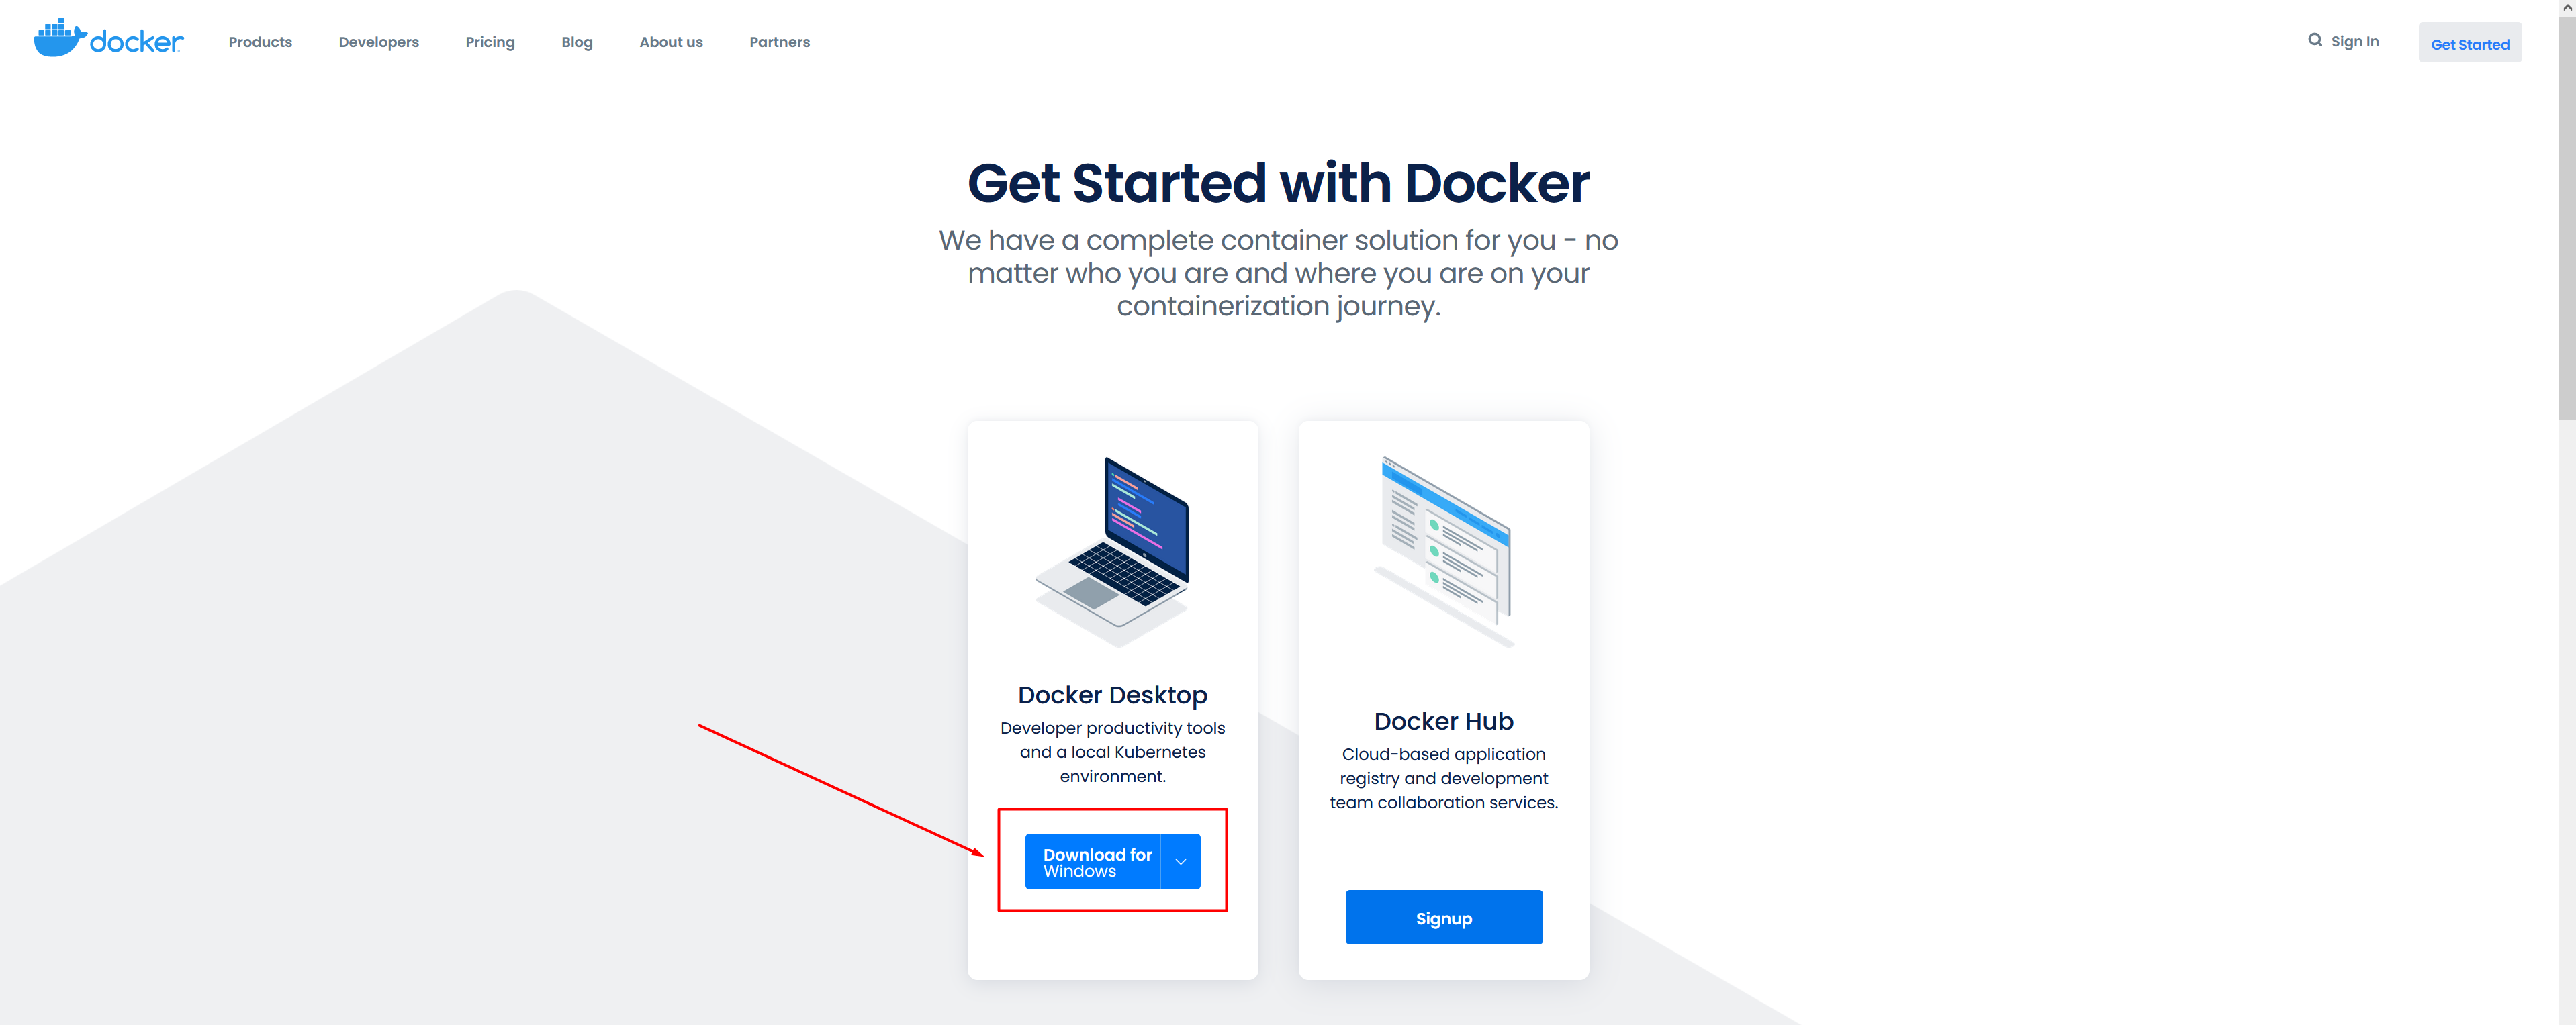 docker
Products
Developers
Pricing
Blog
About us
Partners
Sign In
Get Started
Get Started with Docker
We have a complete container solution for you - no
matter who you are and where you are on your
containerization journey.
Docker Desktop
Developer productivity tools
and a local Kubernetes
environment.
Download for
Windows
Docker Hub
Cloud-based application
registry and development
team collaboration services.
Signup